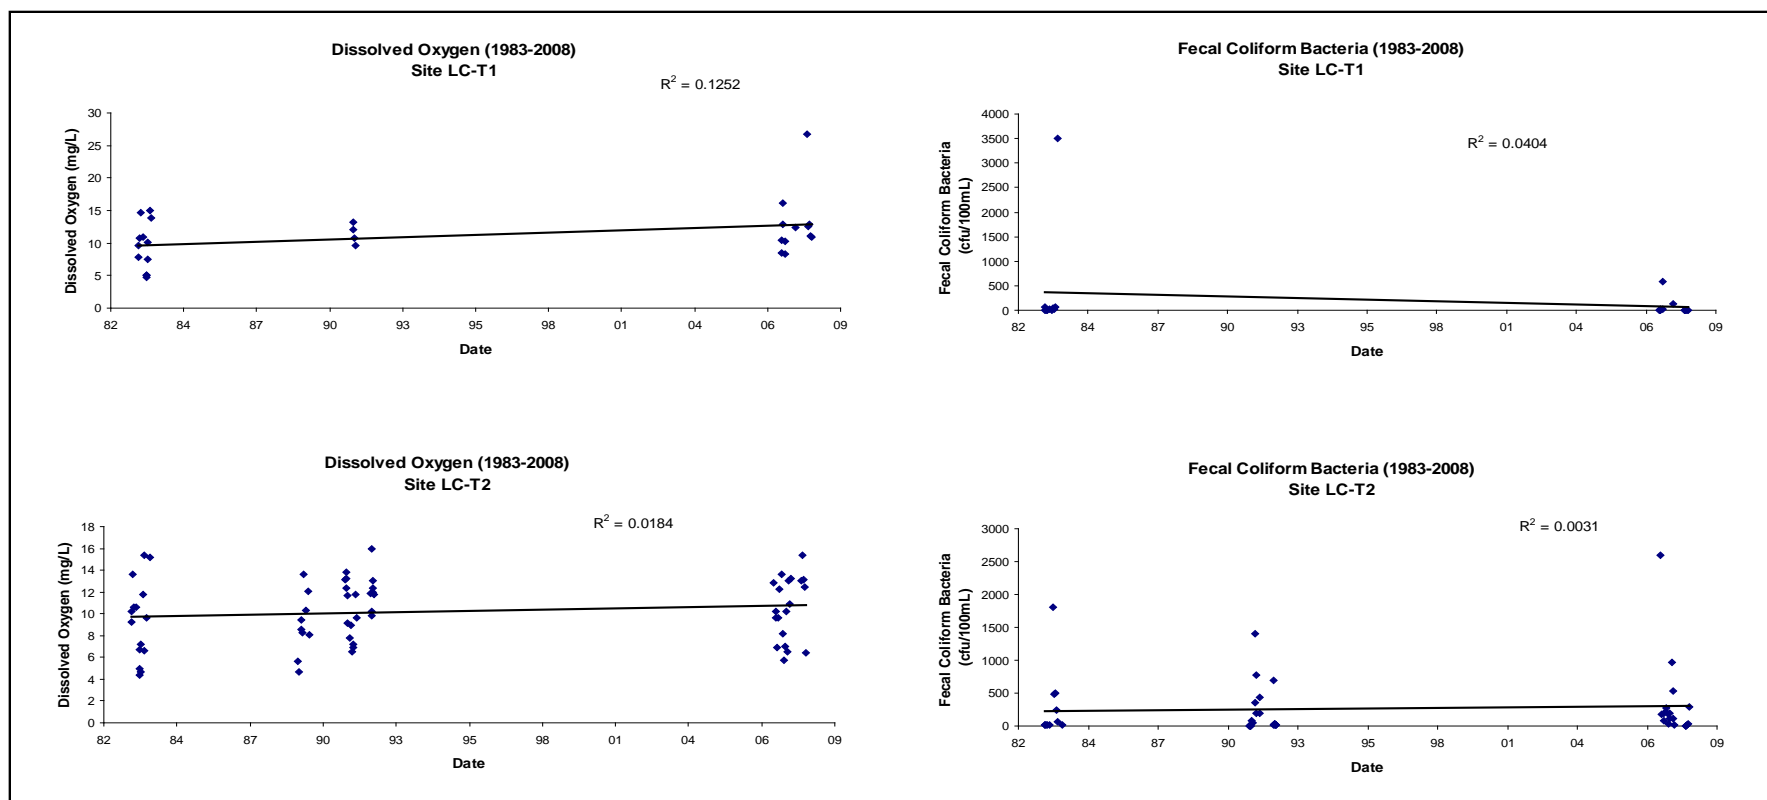 Dissolved Oxygen (1983-2008)
Site LC-T1
R² = 0.1252
Dissolved Oxygen (mg/L)
30
25
20
15
10
5
0
82 84 87 90 93 95 98 01 04 06 09
Date
Fecal Coliform Bacteria (1983-2008)
Site LC-T1
R² = 0.0404
Fecal Coliform Bacteria
(cfu/100mL)
4000
3500
3000
2500
2000
1500
1000
500
0
82 84 87 90 93 95 98 01 04 06 09
Date
Dissolved Oxygen (1983-2008)
Site LC-T2
R² = 0.0184
Dissolved Oxygen (mg/L)
18
16
14
12
10
8
6
4
2
0
82 84 87 90 93 95 98 01 04 06 09
Date
Fecal Coliform Bacteria (1983-2008)
Site LC-T2
R² = 0.0031
Fecal Coliform Bacteria
(cfu/100mL)
3000
2500
2000
1500
1000
500
0
82 84 87 90 93 95 98 01 04 06 09
Date